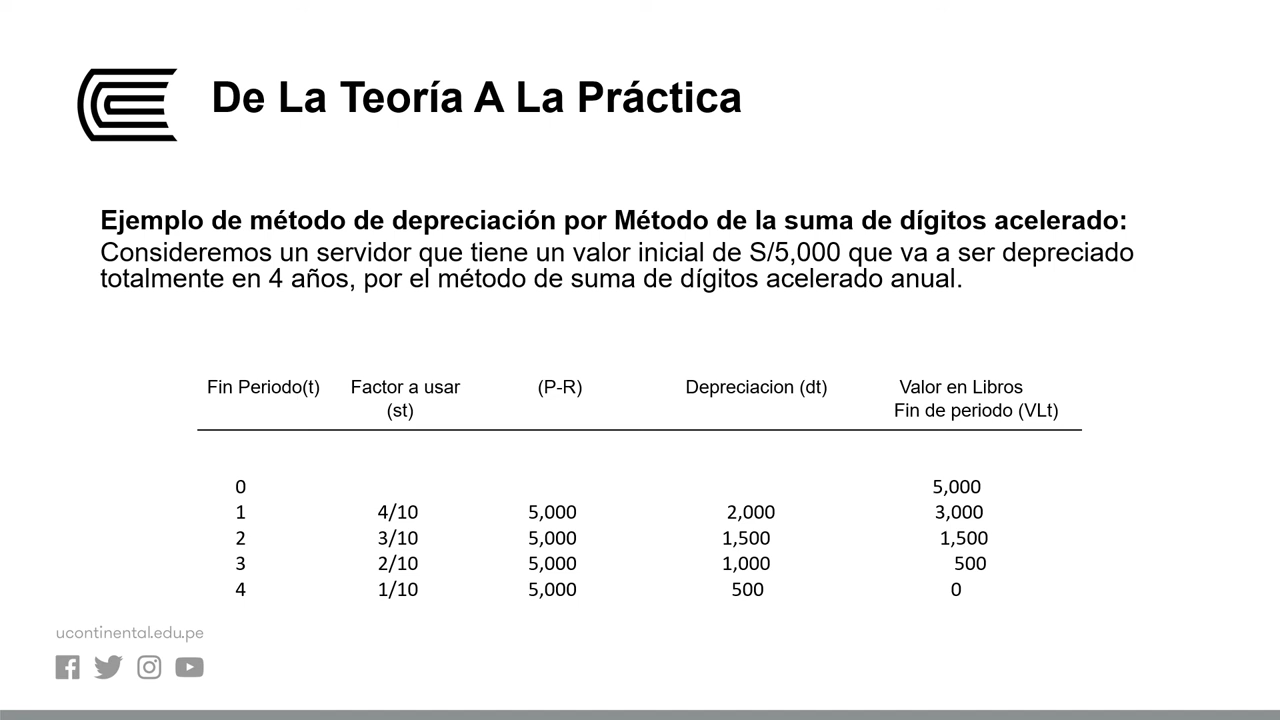 De La Teoría A La Práctica
Ejemplo de método de depreciación por Método de la suma de dígitos acelerado:
Consideremos un servidor que tiene un valor inicial de S/5,000 que va a ser depreciado
totalmente en 4 años, por el método de suma de dígitos acelerado anual.
Fin Periodo(t) Factor a usar (P-R) Depreciacion (dt) Valor en Libros
(st) Fin de periodo (VLt)
0 5,000
1 4/10 5,000 2,000 3,000
2 3/10 5,000 1,500 1,500
3 2/10 5,000 1,000 500
4 1/10 5,000 500 0
ucontinental.edu.pe